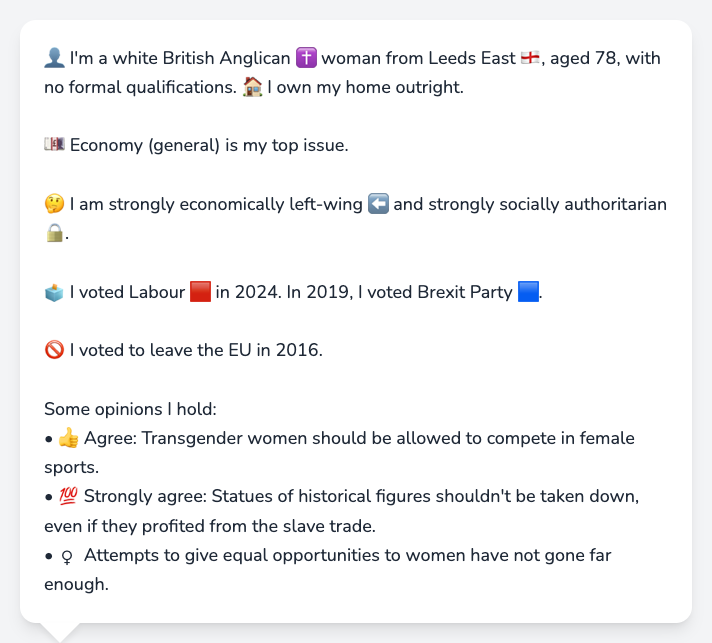 👤 I'm a white British Anglican ✝️ woman from Leeds East 🏴󠁧󠁢󠁥󠁮󠁧󠁿, aged 78, with
no formal qualifications. 🏠 I own my home outright.
💷 Economy (general) is my top issue.
🤔 I am strongly economically left-wing ⬅️ and strongly socially authoritarian
🔒.
🗳️ I voted Labour 🟥 in 2024. In 2019, I voted Brexit Party 🟦.
🚫 I voted to leave the EU in 2016.
Some opinions I hold:
• 👍 Agree: Transgender women should be allowed to compete in female
sports.
• 💯 Strongly agree: Statues of historical figures shouldn't be taken down,
even if they profited from the slave trade.
• ♀ Attempts to give equal opportunities to women have not gone far
enough.